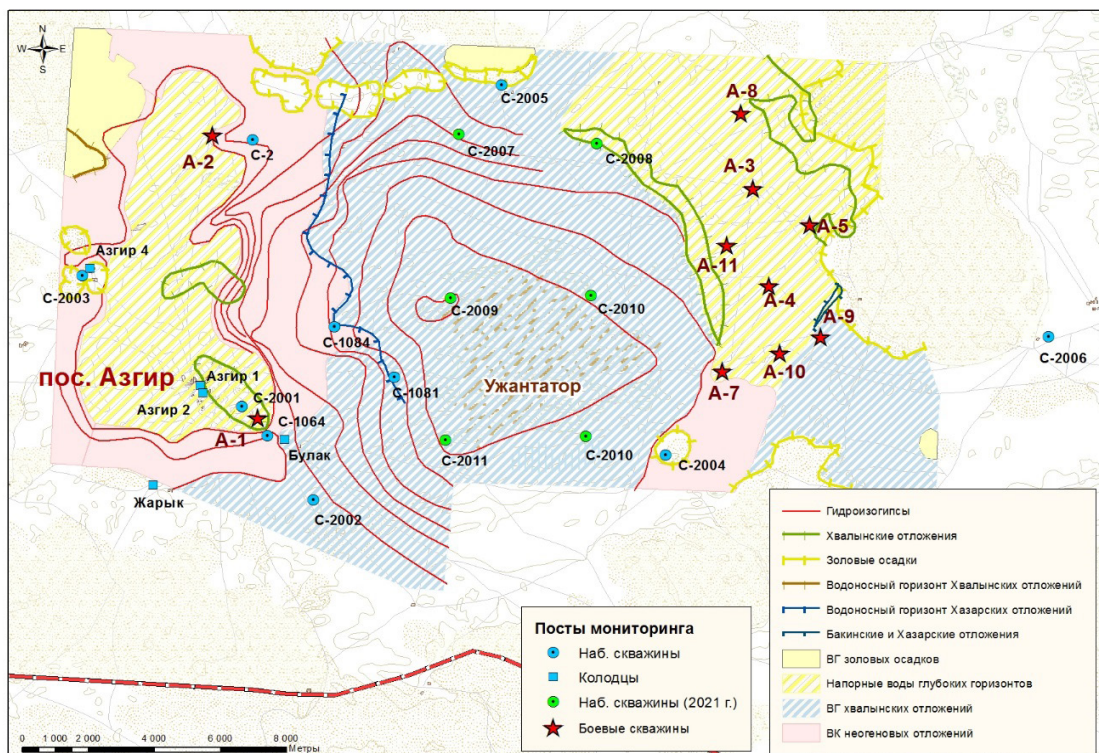 N
W E
S
С-2005
А-8
А-2
С-2
С-2007
С-2008
А-3
А-5
Азгир 4
А-11
С-2003
С-2009
С-2010
А-4
А-9
С-1084
С-2006
пос. Азгир
Азгир 1
С-1081
Ужантатор
А-10
А-7
Азгир 2
С-2001
С-1064
А-1
Булак
С-2011
С-2010
С-2004
Жарык
С-2002
Гидроизогипсы
Хвалынские отложения
Золовые осадки
Водоносный горизонт Хвалынских отложений
Водоносный горизонт Хазарских отложений
Бакинские и Хазарские отложения
ВГ золовых осадков
Напорные воды глубоких горизонтов
ВГ хвалынских отложений
ВК неогеновых отложений
Посты мониторинга
Наб. скважины
Колодцы
Наб. скважины (2021 г.)
Боевые скважины
0 1 000 2 000 4 000 6 000 8 000
Метры